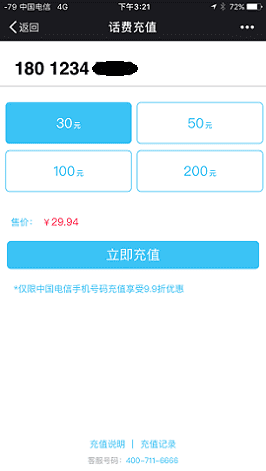 -79 中国电信 4G 下午3:21 72%
返回 话费充值
180 1234
30元 50元
100元 200元
售价: ¥29.94
立即充值
*仅限中国电信手机号码充值享受9.9折优惠
充值说明 | 充值记录
客服号码: 400-711-6666